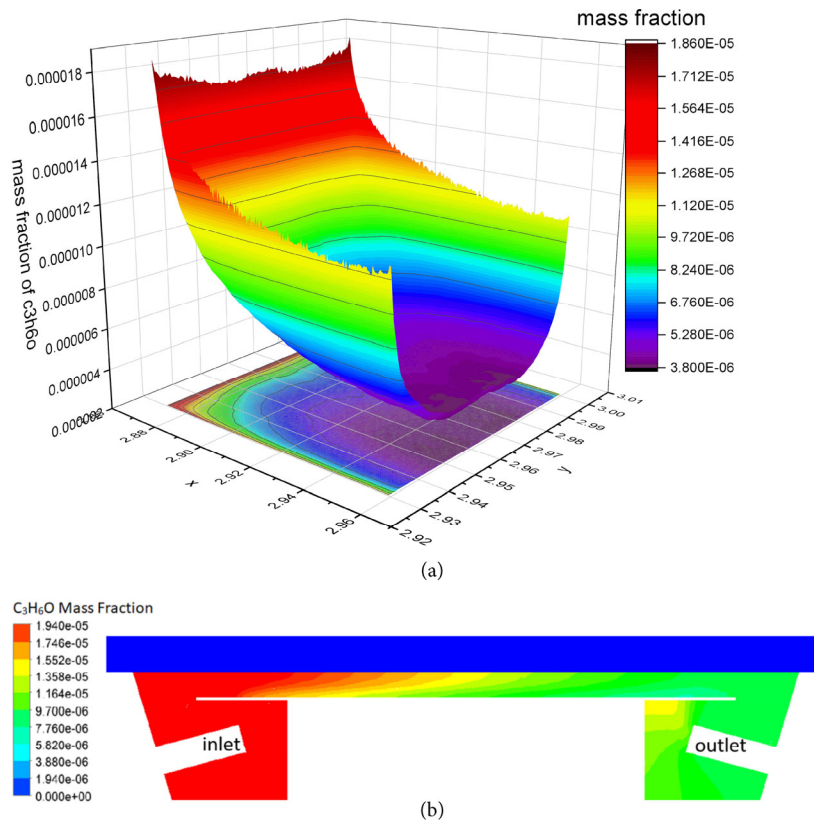 mass fraction
1.860E-05
1.712E-05
1.564E-05
1.416E-05
1.268E-05
1.120E-05
9.720E-06
8.240E-06
6.760E-06
5.280E-06
3.800E-06
0.000018
0.000016
0.000014
0.000012
0.000010
0.000008
0.000006
0.000004
0.000002
mass fraction of c3h6o
2.88
2.90
2.92
2.94
2.96
x
2.92
2.93
2.94
2.95
2.96
2.97
2.98
2.99
3.00
3.01
y
(a)
C₃H₆O Mass Fraction
1.940e-05
1.746e-05
1.552e-05
1.358e-05
1.164e-05
9.700e-06
7.760e-06
5.820e-06
3.880e-06
1.940e-06
0.000e+00
inlet
outlet
(b)